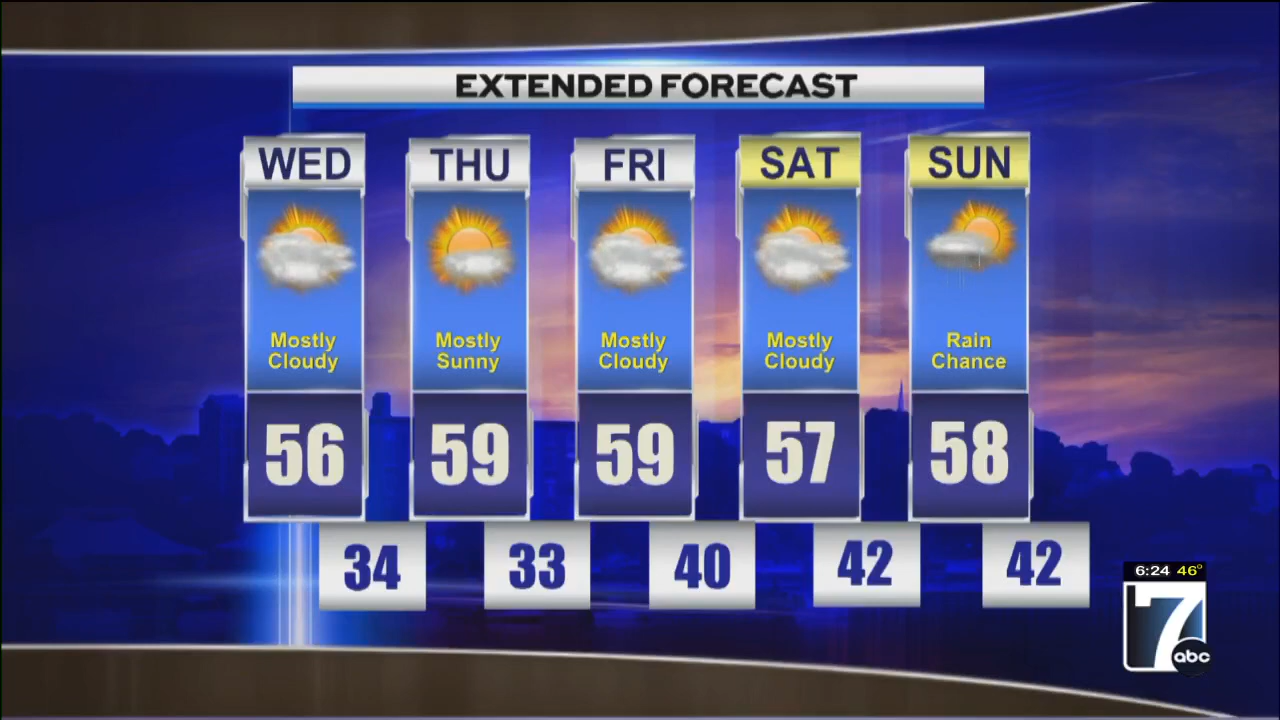 EXTENDED FORECAST
WED THU FRI SAT SUN
Mostly Cloudy
Mostly Sunny
Mostly Cloudy
Mostly Cloudy
Rain Chance
56 59 59 57 58
34 33 40 42 42
6:24 46°
7
abc